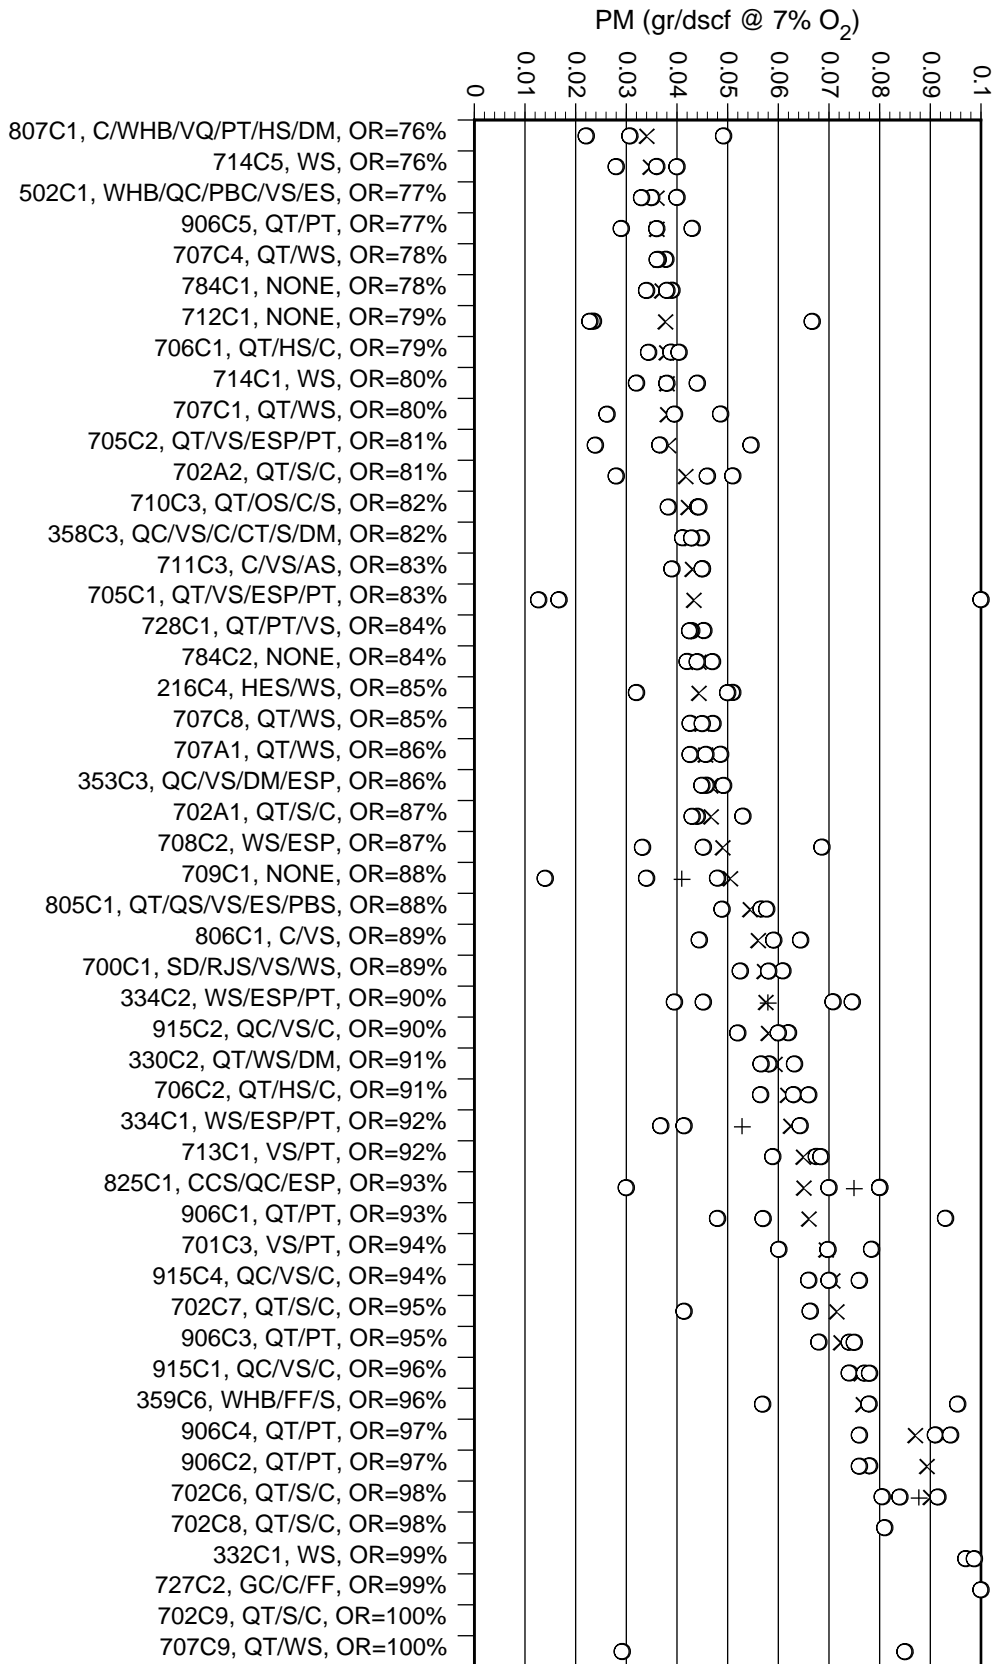 PM (gr/dscf @ 7% O2)
0
0.01
0.02
0.03
0.04
0.05
0.06
0.07
0.08
0.09
0.1
807C1, C/WHB/VQ/PT/HS/DM, OR=76%
714C5, WS, OR=76%
502C1, WHB/QC/PBC/VS/ES, OR=77%
906C5, QT/PT, OR=77%
707C4, QT/WS, OR=78%
784C1, NONE, OR=78%
712C1, NONE, OR=79%
706C1, QT/HS/C, OR=79%
714C1, WS, OR=80%
707C1, QT/WS, OR=80%
705C2, QT/VS/ESP/PT, OR=81%
702A2, QT/S/C, OR=81%
710C3, QT/OS/C/S, OR=82%
358C3, QC/VS/C/CT/S/DM, OR=82%
711C3, C/VS/AS, OR=83%
705C1, QT/VS/ESP/PT, OR=83%
728C1, QT/PT/VS, OR=84%
784C2, NONE, OR=84%
216C4, HES/WS, OR=85%
707C8, QT/WS, OR=85%
707A1, QT/WS, OR=86%
353C3, QC/VS/DM/ESP, OR=86%
702A1, QT/S/C, OR=87%
708C2, WS/ESP, OR=87%
709C1, NONE, OR=88%
805C1, QT/QS/VS/ES/PBS, OR=88%
806C1, C/VS, OR=89%
700C1, SD/RJS/VS/WS, OR=89%
334C2, WS/ESP/PT, OR=90%
915C2, QC/VS/C, OR=90%
330C2, QT/WS/DM, OR=91%
706C2, QT/HS/C, OR=91%
334C1, WS/ESP/PT, OR=92%
713C1, VS/PT, OR=92%
825C1, CCS/QC/ESP, OR=93%
906C1, QT/PT, OR=93%
701C3, VS/PT, OR=94%
915C4, QC/VS/C, OR=94%
702C7, QT/S/C, OR=95%
906C3, QT/PT, OR=95%
915C1, QC/VS/C, OR=96%
359C6, WHB/FF/S, OR=96%
906C4, QT/PT, OR=97%
906C2, QT/PT, OR=97%
702C6, QT/S/C, OR=98%
702C8, QT/S/C, OR=98%
332C1, WS, OR=99%
727C2, GC/C/FF, OR=99%
702C9, QT/S/C, OR=100%
707C9, QT/WS, OR=100%